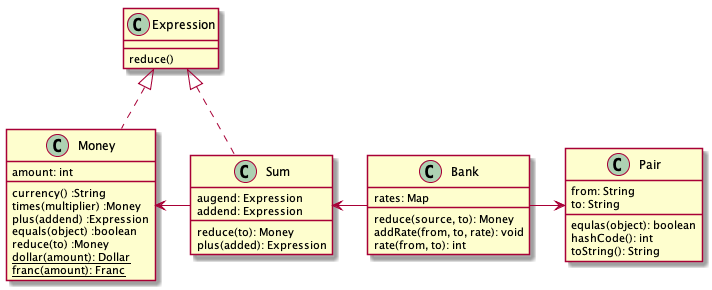 C Expression
reduce()
C Money
amount: int
currency() :String
times(multiplier) :Money
plus(addend) :Expression
equals(object) :boolean
reduce(to) :Money
dollar(amount): Dollar
franc(amount): Franc
C Sum
augend: Expression
addend: Expression
reduce(to): Money
plus(added): Expression
C Bank
rates: Map
reduce(source, to): Money
addRate(from, to, rate): void
rate(from, to): int
C Pair
from: String
to: String
equlas(object): boolean
hashCode(): int
toString(): String